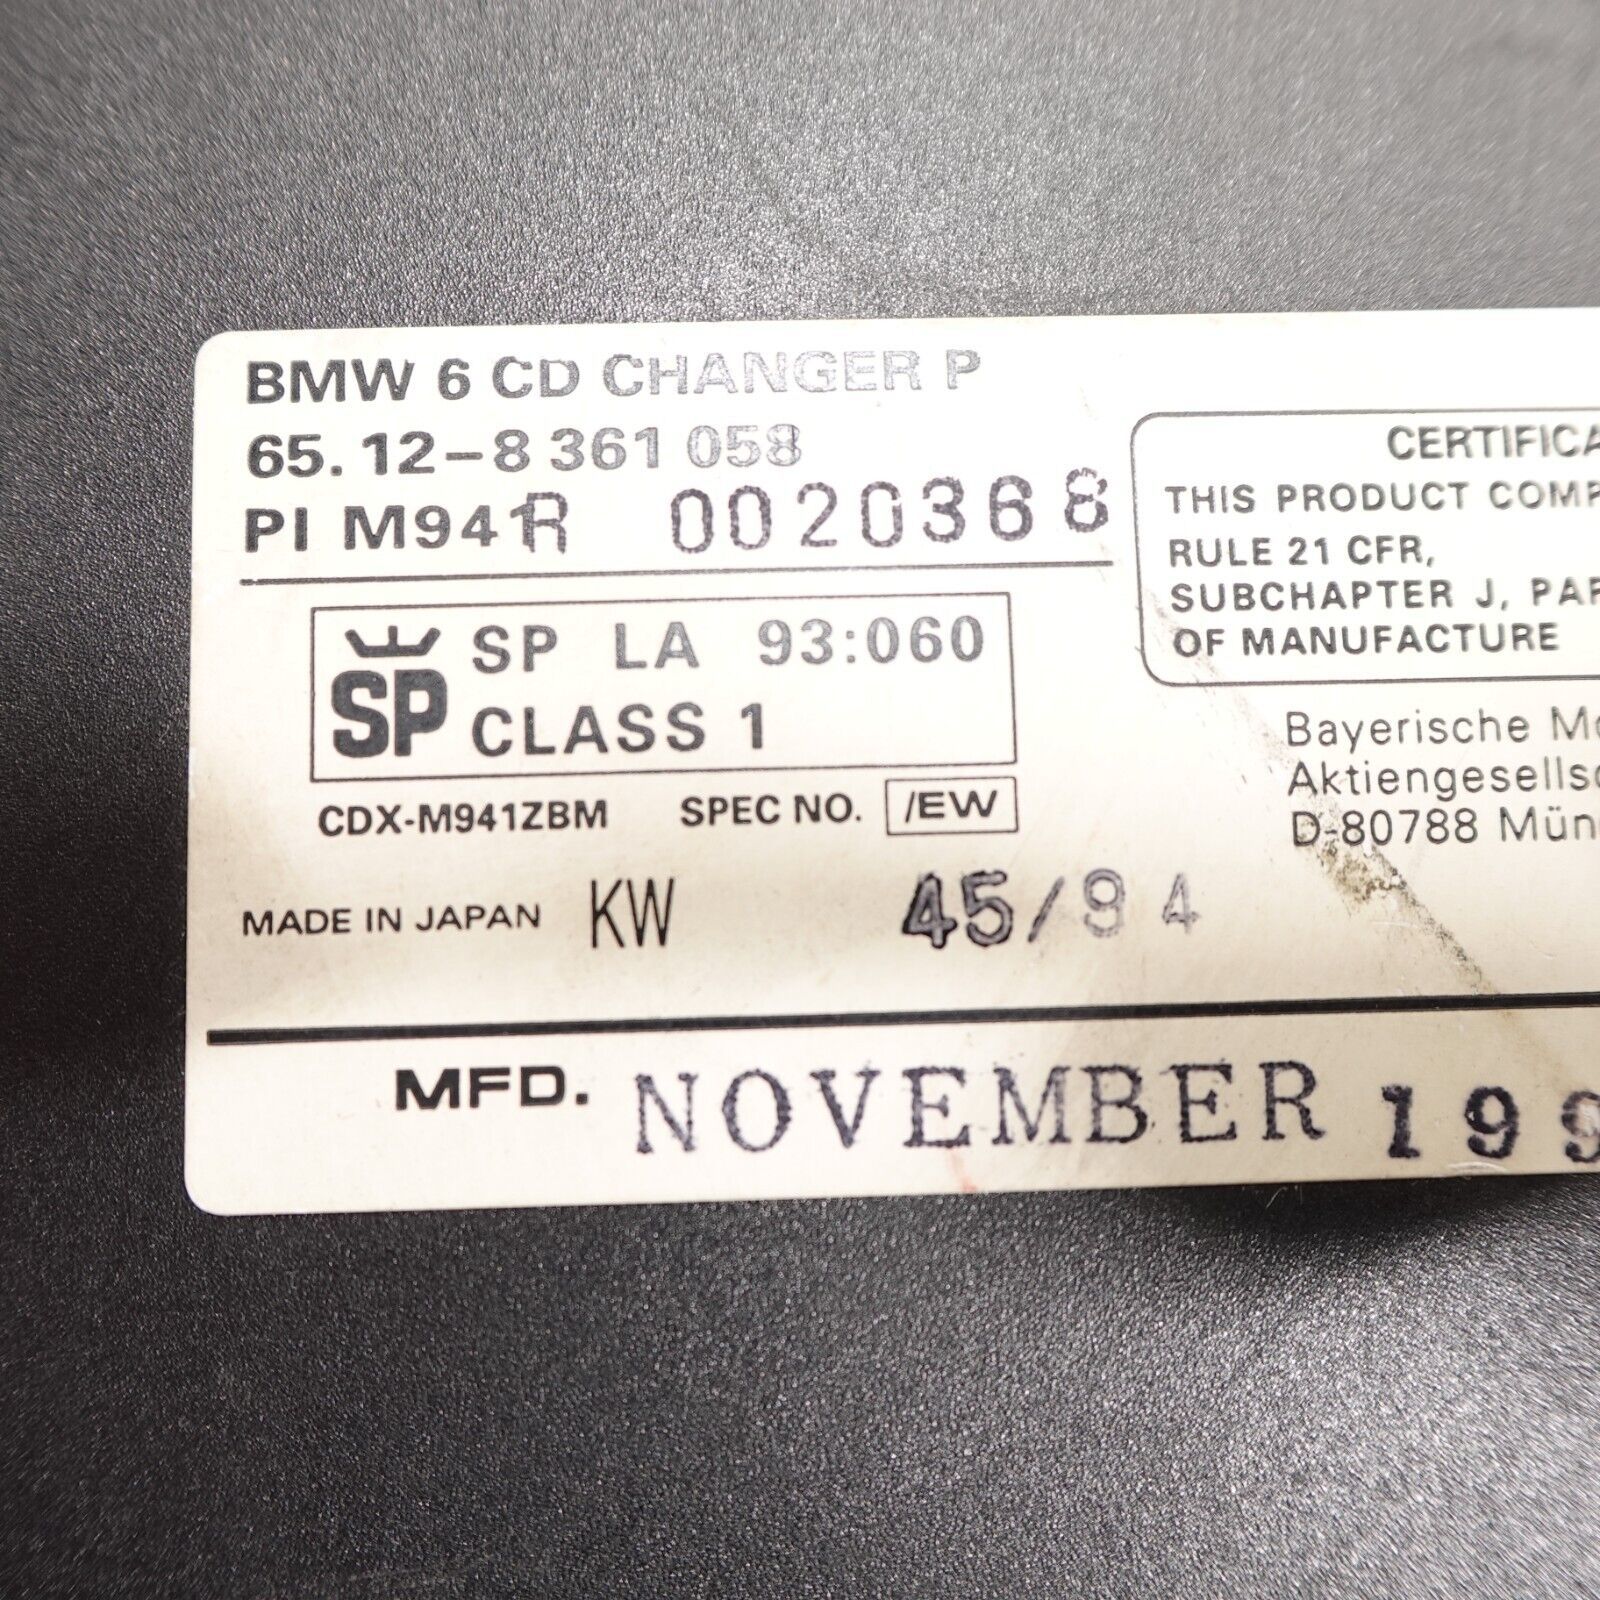 BMW 6 CD CHANGER P
65. 12-8 361 058
PI M941R 0020368
SP SP LA 93:060
CLASS 1
CDX-M941ZBM SPEC NO. /EW
MADE IN JAPAN KW 45/94
CERTIFICA
THIS PRODUCT COMP
RULE 21 CFR,
SUBCHAPTER J, PAR
OF MANUFACTURE
Bayerische Mo
Aktiengesellsc
D-80788 Mün
MFD. NOVEMBER 199